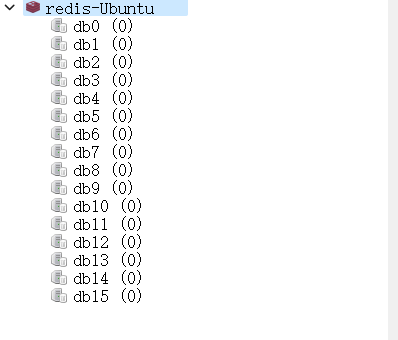 redis-Ubuntu
db0 (0)
db1 (0)
db2 (0)
db3 (0)
db4 (0)
db5 (0)
db6 (0)
db7 (0)
db8 (0)
db9 (0)
db10 (0)
db11 (0)
db12 (0)
db13 (0)
db14 (0)
db15 (0)